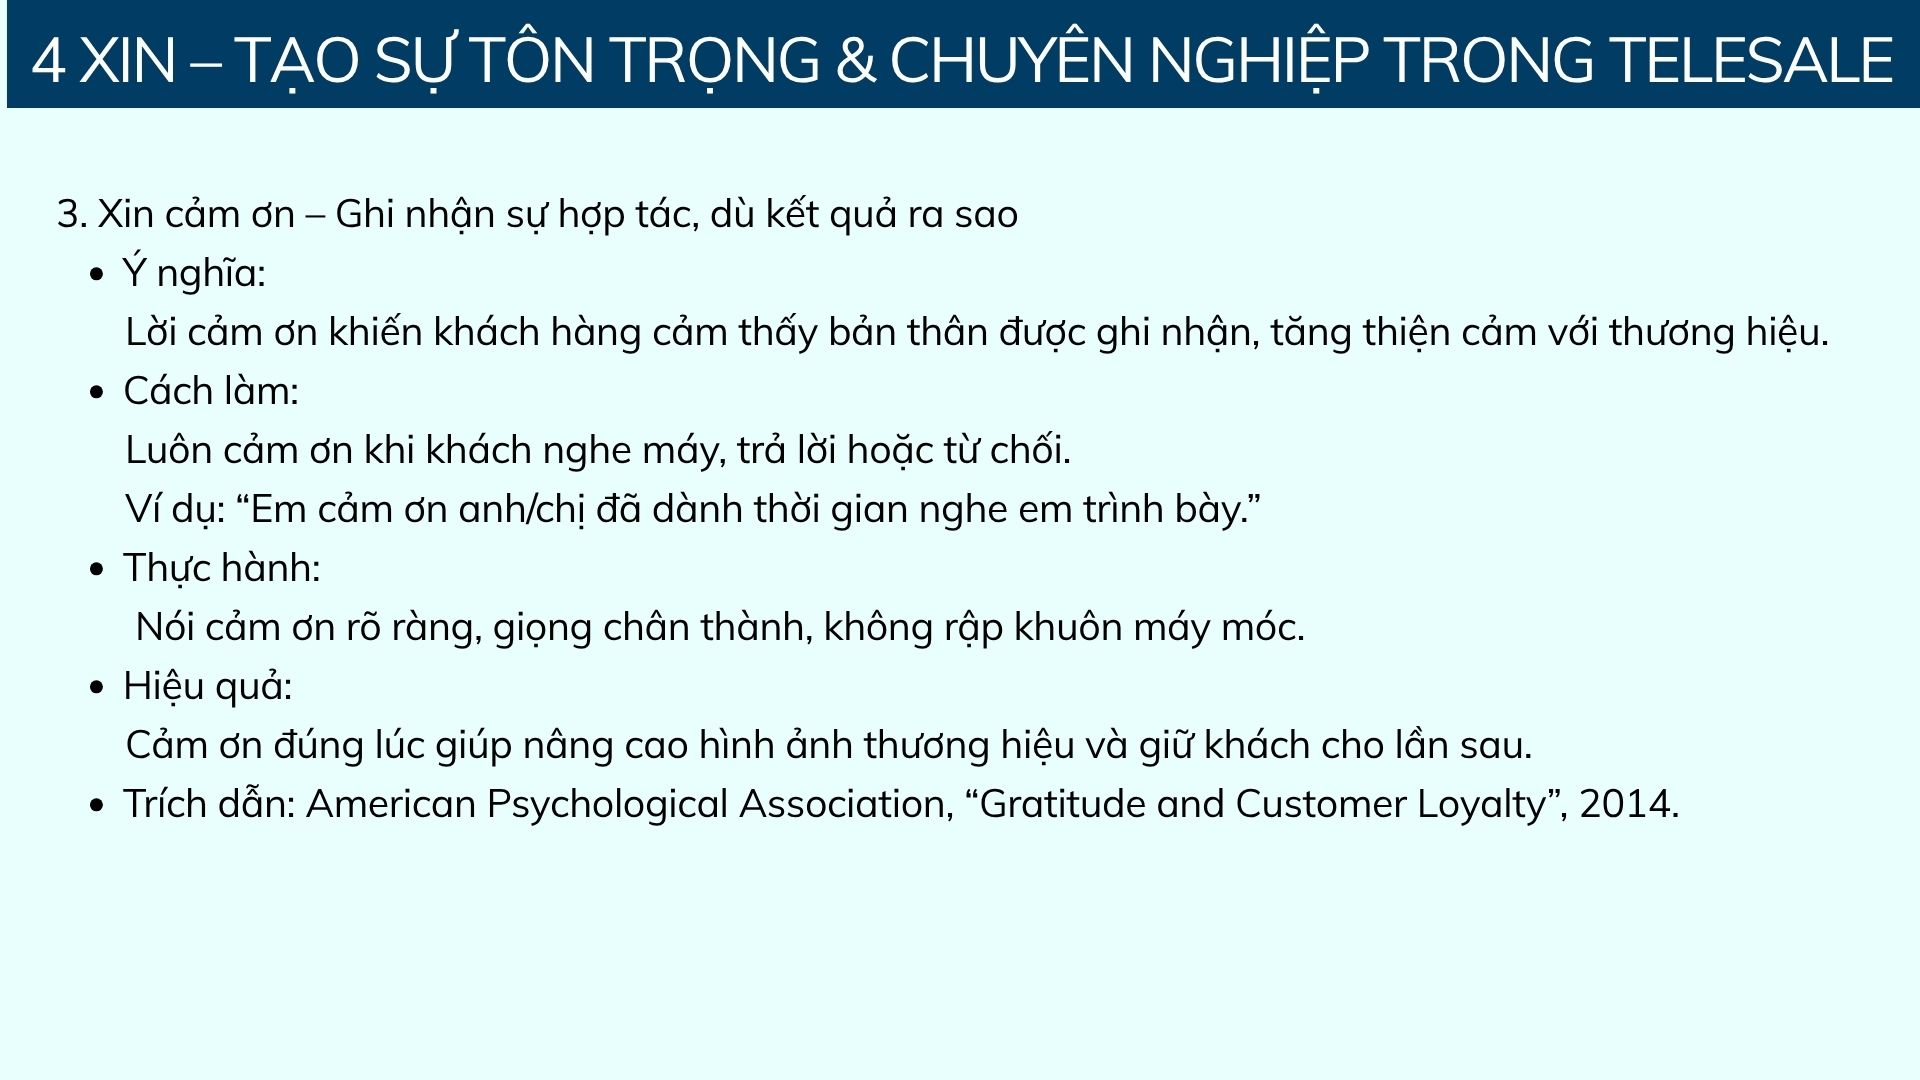 4 XIN – TẠO SỰ TÔN TRỌNG & CHUYÊN NGHIỆP TRONG TELESALE
3. Xin cảm ơn – Ghi nhận sự hợp tác, dù kết quả ra sao
• Ý nghĩa:
Lời cảm ơn khiến khách hàng cảm thấy bản thân được ghi nhận, tăng thiện cảm với thương hiệu.
• Cách làm:
Luôn cảm ơn khi khách nghe máy, trả lời hoặc từ chối.
Ví dụ: “Em cảm ơn anh/chị đã dành thời gian nghe em trình bày.”
• Thực hành:
Nói cảm ơn rõ ràng, giọng chân thành, không rập khuôn máy móc.
• Hiệu quả:
Cảm ơn đúng lúc giúp nâng cao hình ảnh thương hiệu và giữ khách cho lần sau.
• Trích dẫn: American Psychological Association, “Gratitude and Customer Loyalty”, 2014.